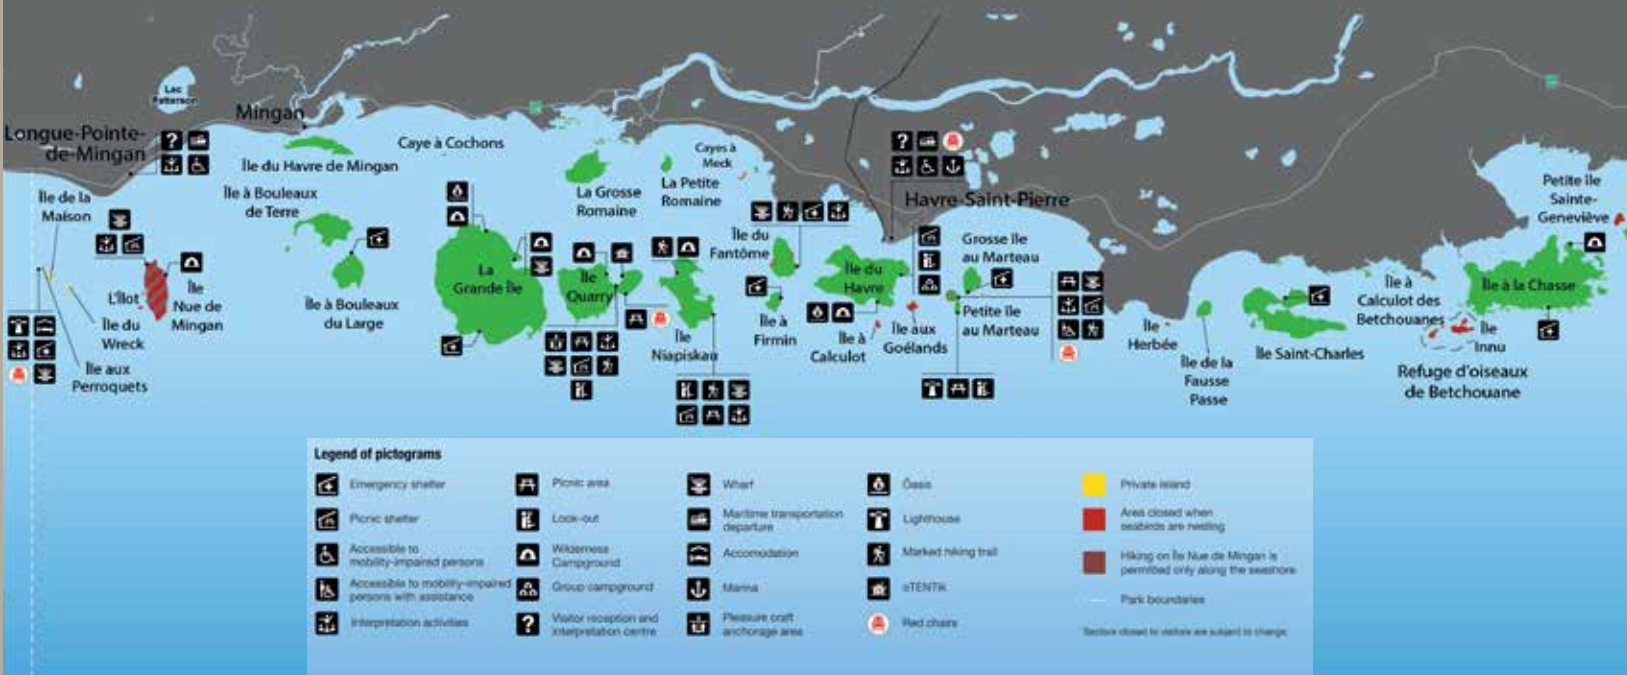 Lac
Patterson
Mingan
Longue-Pointe-
de-Mingan
Caye à Cochons
Île du Havre de Mingan
Île de la
Maison
Île à Bouleaux
de Terre
La Grosse
Romaine
La Petite
Romaine
Cayes à
Meck
Havre-Saint-Pierre
Petite île
Sainte-
Geneviève
Île du
Fantôme
Grosse île
au Marteau
La
Grande Île
Île
Quarry
Île du
Havre
Île à la Chasse
Île à
Calculot des
Betchouanes
L'îlot
Île
Nue de
Mingan
Île à Bouleaux
du Large
Île du
Wreck
Île aux
Perroquets
Île
Niapiskau
Île à
Firmin
Île à
Calculot
Île aux
Goélands
Petite île
au Marteau
Île
Herbée
Île de la
Fausse
Passe
Île Saint-Charles
Île
Innu
Refuge d'oiseaux
de Betchouane
Legend of pictograms
Emergency shelter
Picnic shelter
Accessible to
mobility-impaired persons
Accessible to mobility-impaired
persons with assistance
Interpretation activities
Picnic area
Look-out
Wilderness
Campground
Group campground
? Visitor reception and
interpretation centre
Wharf
Maritime transportation
departure
Accomodation
Marina
Pleasure craft
anchorage area
Oasis
Lighthouse
Marked hiking trail
oTENTik
Red chairs
Private island
Area closed when
seabirds are nesting
Hiking on Île Nue de Mingan is
permitted only along the seashore
Park boundaries
*Sectors closed to visitors are subject to change.